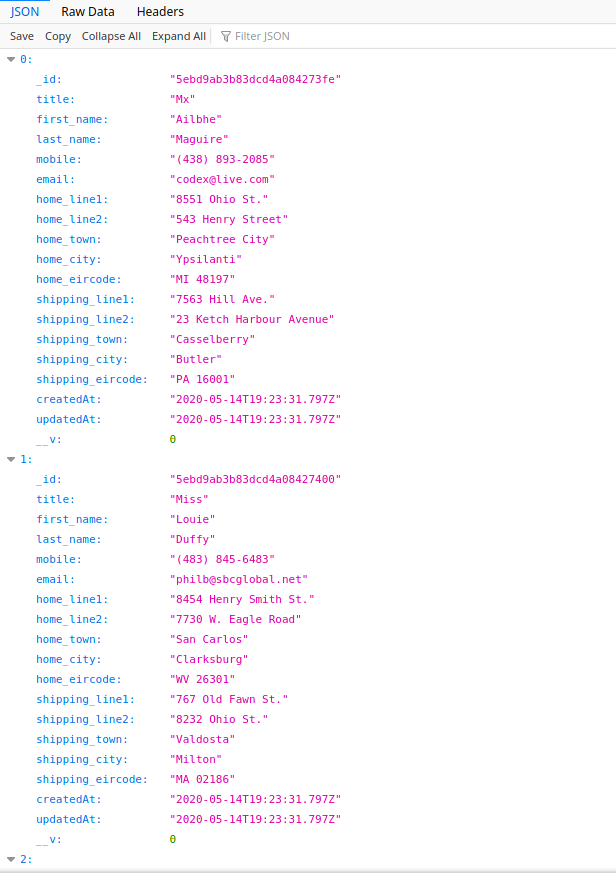 JSON Raw Data Headers
Save Copy Collapse All Expand All Filter JSON
0:
_id: "5ebd9ab3b83dcd4a084273fe"
title: "Mx"
first_name: "Ailbhe"
last_name: "Maguire"
mobile: "(438) 893-2085"
email: "codex@live.com"
home_line1: "8551 Ohio St."
home_line2: "543 Henry Street"
home_town: "Peachtree City"
home_city: "Ypsilanti"
home_eircode: "MI 48197"
shipping_line1: "7563 Hill Ave."
shipping_line2: "23 Ketch Harbour Avenue"
shipping_town: "Casselberry"
shipping_city: "Butler"
shipping_eircode: "PA 16001"
createdAt: "2020-05-14T19:23:31.797Z"
updatedAt: "2020-05-14T19:23:31.797Z"
__v: 0
1:
_id: "5ebd9ab3b83dcd4a08427400"
title: "Miss"
first_name: "Louie"
last_name: "Duffy"
mobile: "(483) 845-6483"
email: "philb@sbcglobal.net"
home_line1: "8454 Henry Smith St."
home_line2: "7730 W. Eagle Road"
home_town: "San Carlos"
home_city: "Clarksburg"
home_eircode: "WV 26301"
shipping_line1: "767 Old Fawn St."
shipping_line2: "8232 Ohio St."
shipping_town: "Valdosta"
shipping_city: "Milton"
shipping_eircode: "MA 02186"
createdAt: "2020-05-14T19:23:31.797Z"
updatedAt: "2020-05-14T19:23:31.797Z"
__v: 0
2: